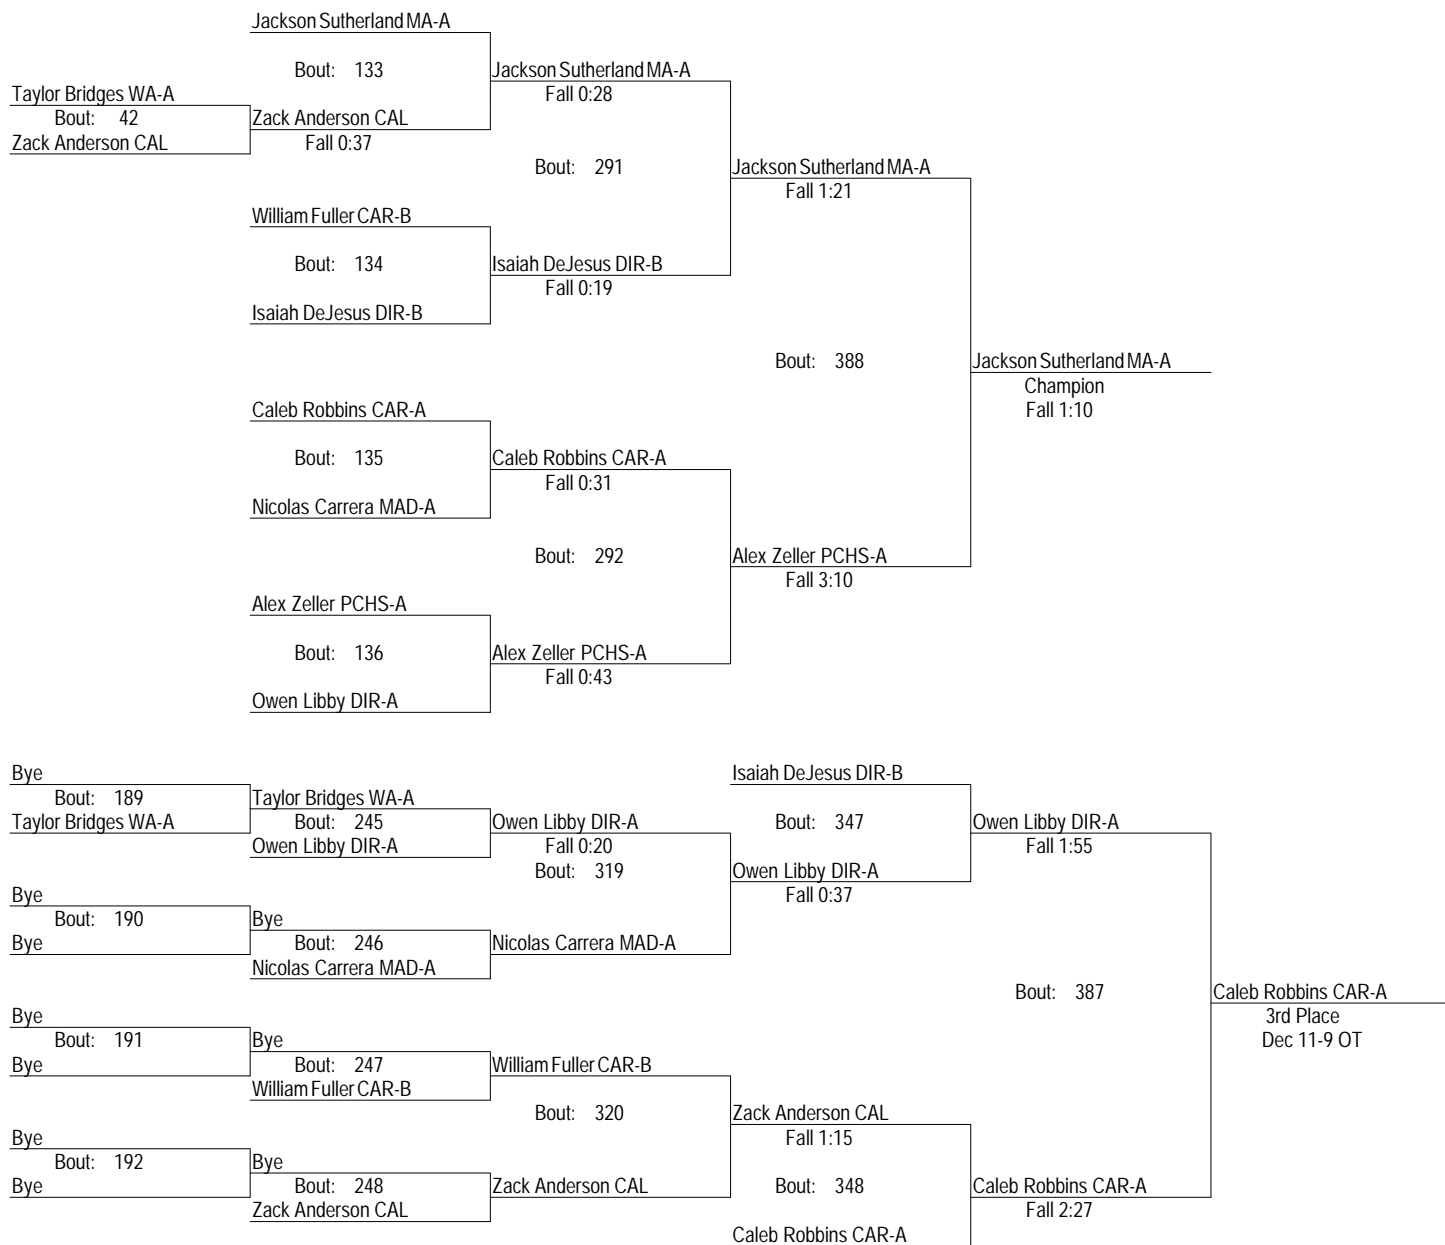 Jackson Sutherland MA-A
Bout: 133
Jackson Sutherland MA-A
Fall 0:28
Taylor Bridges WA-A
Bout: 42
Zack Anderson CAL
Zack Anderson CAL
Fall 0:37
Bout: 291
Jackson Sutherland MA-A
Fall 1:21
William Fuller CAR-B
Bout: 134
Isaiah DeJesus DIR-B
Fall 0:19
Isaiah DeJesus DIR-B
Bout: 388
Jackson Sutherland MA-A
Champion
Fall 1:10
Caleb Robbins CAR-A
Bout: 135
Caleb Robbins CAR-A
Fall 0:31
Nicolas Carrera MAD-A
Bout: 292
Alex Zeller PCHS-A
Fall 3:10
Alex Zeller PCHS-A
Bout: 136
Alex Zeller PCHS-A
Fall 0:43
Owen Libby DIR-A
Bye
Bout: 189
Taylor Bridges WA-A
Taylor Bridges WA-A
Bout: 245
Owen Libby DIR-A
Owen Libby DIR-A
Fall 0:20
Bout: 319
Isaiah DeJesus DIR-B
Bout: 347
Owen Libby DIR-A
Fall 0:37
Owen Libby DIR-A
Fall 1:55
Bye
Bout: 190
Bye
Bye
Bout: 246
Nicolas Carrera MAD-A
Nicolas Carrera MAD-A
Bout: 387
Caleb Robbins CAR-A
3rd Place
Dec 11-9 OT
Bye
Bout: 191
Bye
Bye
Bout: 247
William Fuller CAR-B
William Fuller CAR-B
Bout: 320
Zack Anderson CAL
Fall 1:15
Bye
Bout: 192
Bye
Bye
Bout: 248
Zack Anderson CAL
Zack Anderson CAL
Bout: 348
Caleb Robbins CAR-A
Fall 2:27
Caleb Robbins CAR-A